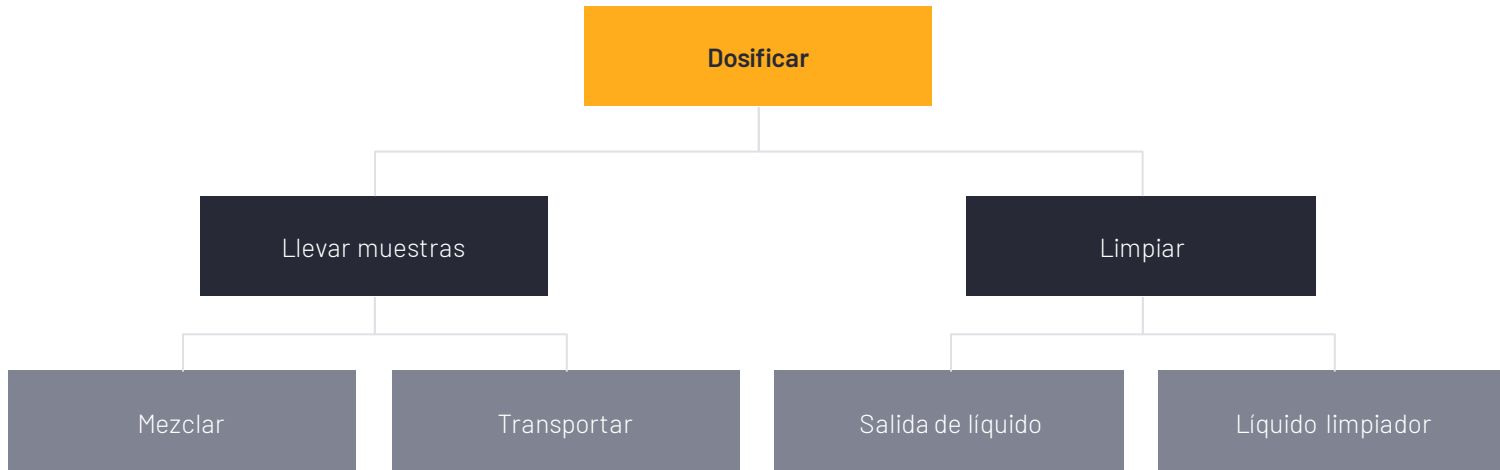 Dosificar
Llevar muestras
Limpiar
Mezclar
Transportar
Salida de líquido
Líquido limpiador